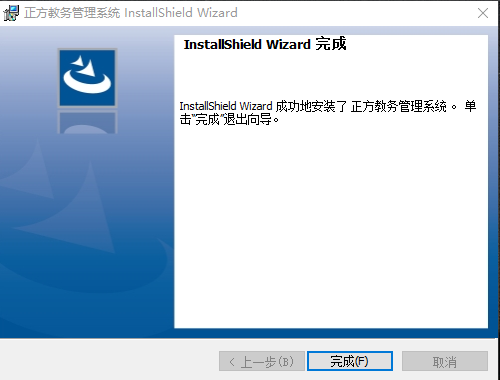 正方教务管理系统 InstallShield Wizard
InstallShield Wizard 完成
InstallShield Wizard 成功地安装了 正方教务管理系统 。 单
击“完成”退出向导。
< 上一步(B)
完成(F)
取消